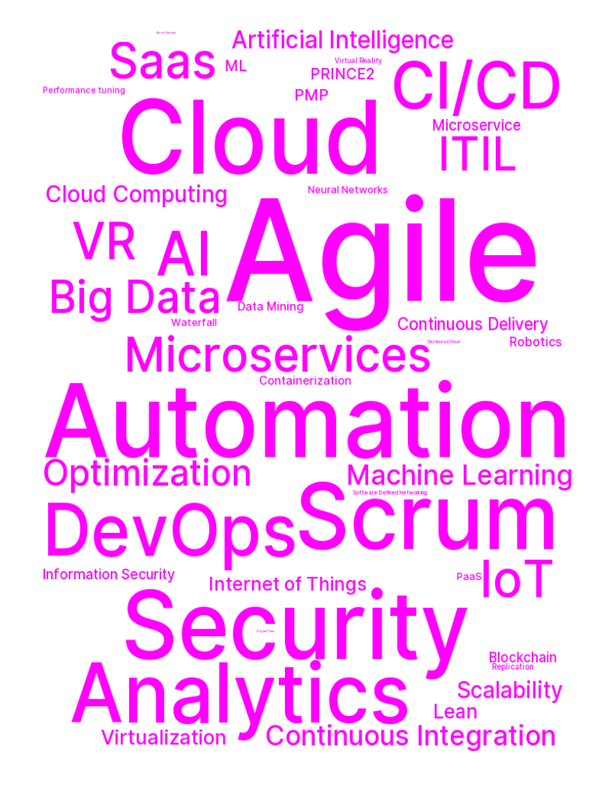 Artificial Intelligence
Saas
ML
Virtual Reality
PRINCE2
CI/CD
Performance tuning
PMP
Cloud
Microservice
ITIL
Cloud Computing
Neural Networks
Agile
VR
AI
Big Data
Data Mining
Waterfall
Continuous Delivery
Robotics
Microservices
Containerization
Automation
Optimization
Machine Learning
Software Defined Networking
Scrum
DevOps
Information Security
Internet of Things
PaaS
IoT
Security
Blockchain
Replication
Analytics
Scalability
Lean
Virtualization
Continuous Integration